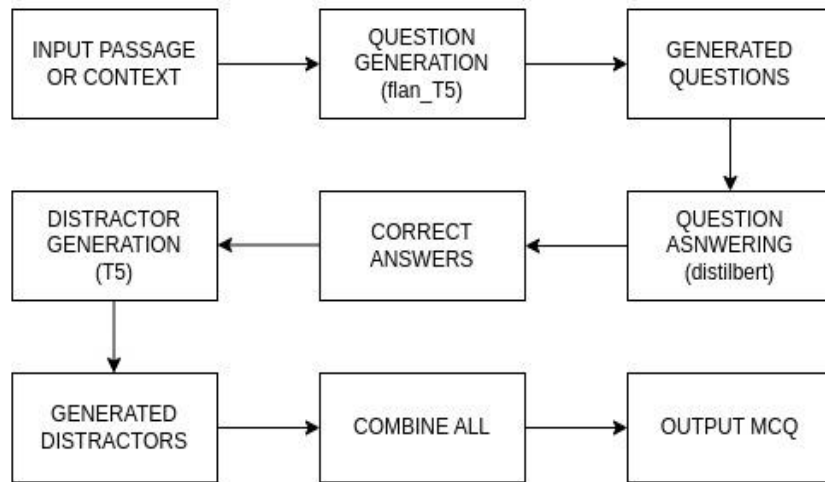 INPUT PASSAGE
OR CONTEXT
QUESTION
GENERATION
(flan_T5)
GENERATED
QUESTIONS
DISTRACTOR
GENERATION
(T5)
CORRECT
ANSWERS
QUESTION
ASNWERING
(distilbert)
GENERATED
DISTRACTORS
COMBINE ALL
OUTPUT MCQ